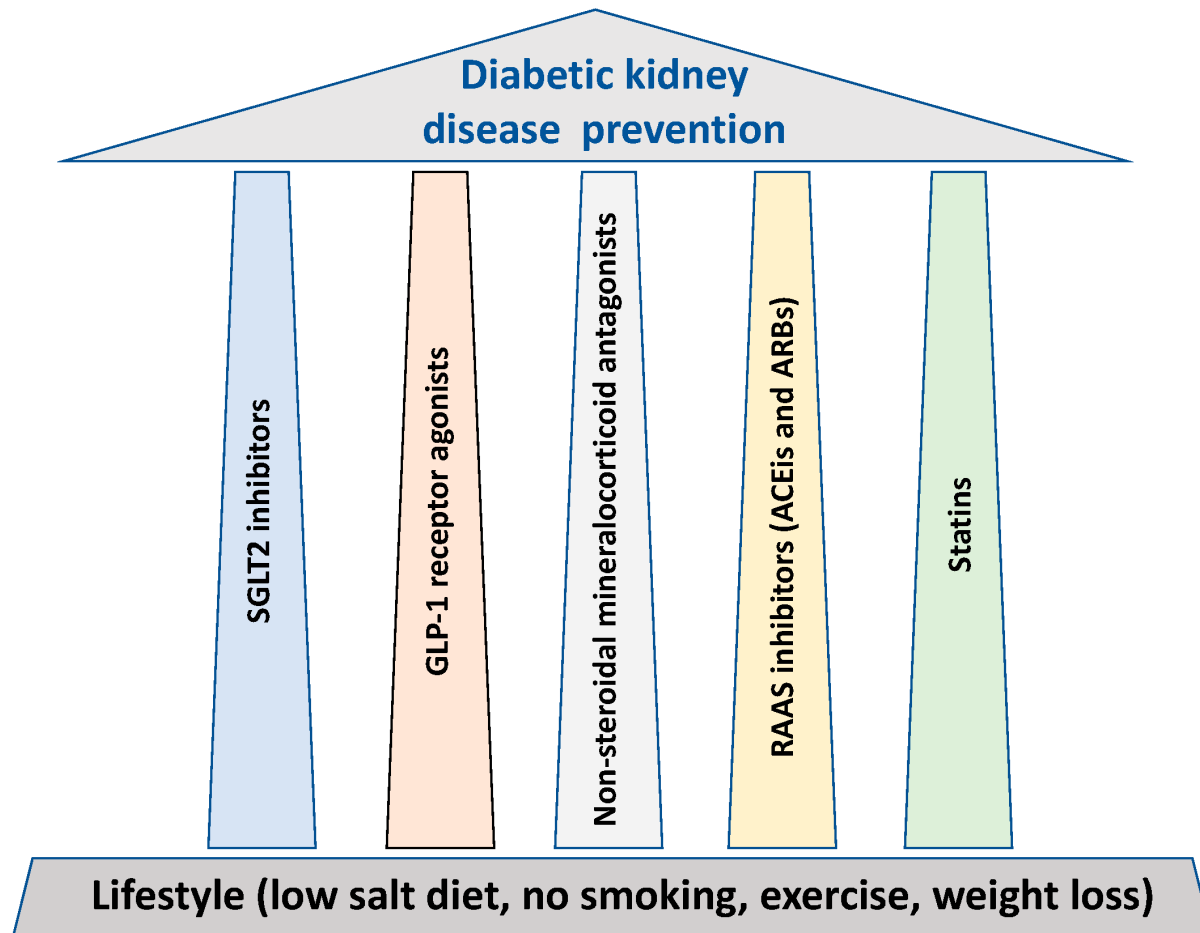 Diabetic kidney
disease prevention
SGLT2 inhibitors
GLP-1 receptor agonists
Non-steroidal mineralocorticoid antagonists
RAAS inhibitors (ACEis and ARBs)
Statins
Lifestyle (low salt diet, no smoking, exercise, weight loss)